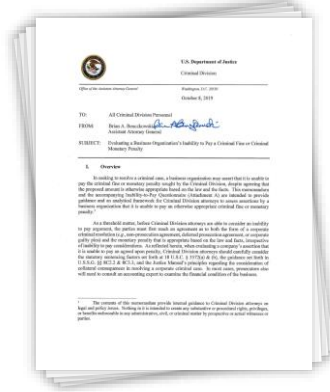 U.S. Department of Justice
Criminal Division
Office of the Assistant Attorney General
Washington, D.C. 20530
October 8, 2019
TO: All Criminal Division Personnel
FROM: Brian A. Benczkowski
Assistant Attorney General
SUBJECT: Evaluating a Business Organization's Inability to Pay a Criminal Fine or Criminal
Monetary Penalty
I. Overview
In seeking to resolve a criminal case, a business organization may assert that it is unable to
pay the criminal fine or monetary penalty sought by the Criminal Division, despite agreeing that
the proposed amount is otherwise appropriate based on the law and the facts. This memorandum
and the accompanying Inability-to-Pay Questionnaire (Attachment A) are intended to provide
guidance and an analytical framework for Criminal Division attorneys to assess assertions by a
business organization that it is unable to pay an otherwise appropriate criminal fine or monetary
penalty.¹
As a threshold matter, before Criminal Division attorneys are able to consider an inability
to pay argument, the parties must first reach an agreement as to both the form of a corporate
criminal resolution (e.g., non-prosecution agreement, deferred prosecution agreement, or corporate
guilty plea) and the monetary penalty that is appropriate based on the law and facts, irrespective
of inability to pay considerations. As reflected herein, when evaluating a company's assertion that
it is unable to pay an agreed upon penalty, Criminal Division attorneys should carefully consider
the statutory sentencing factors set forth at 18 U.S.C. § 3572(a) &
U.S.S.G. §§ 8C2.2 & 8C3.3, and the Justice Manual's principles regarding the consideration of
collateral consequences in resolving a corporate criminal case. In most cases, prosecutors also
will need to consult an accounting expert to examine the financial condition of the business.
¹ The contents of this memorandum provide internal guidance to Criminal Division attorneys on
legal and policy issues. Nothing in it is intended to create any substantive or procedural rights, privileges,
or benefits enforceable in any administrative, civil, or criminal matter by prospective or actual witnesses or
parties.